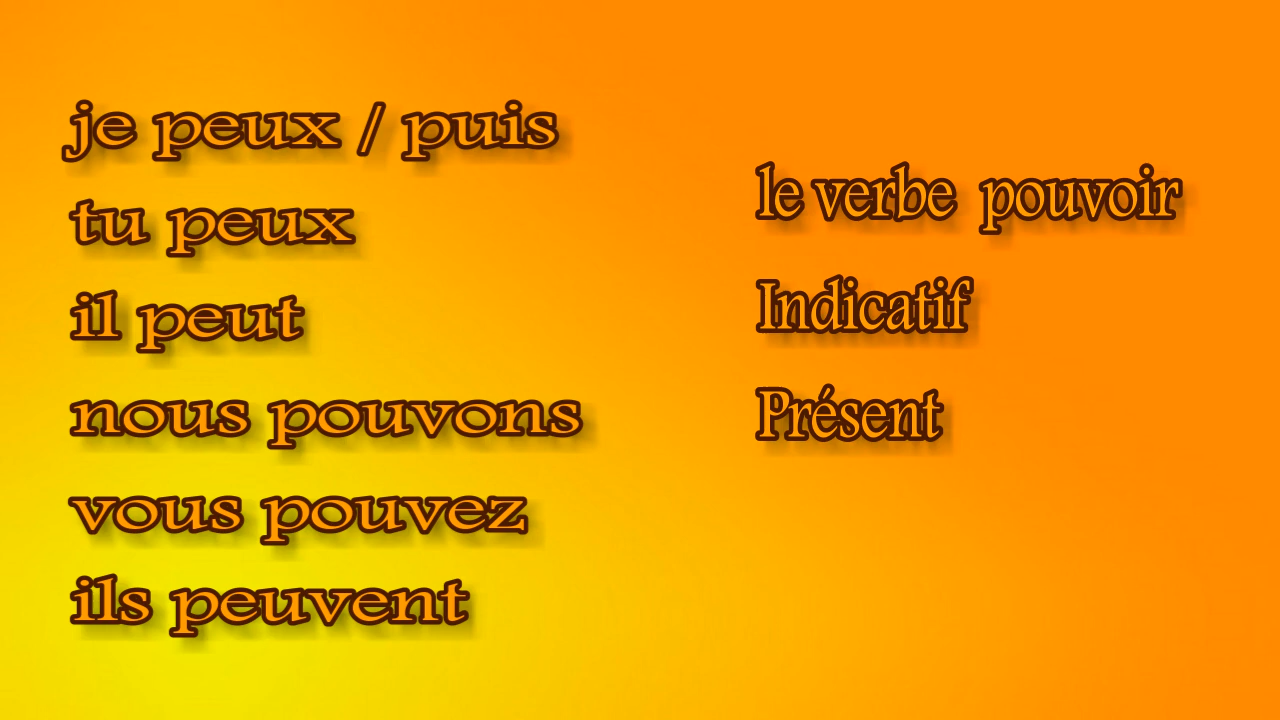 je peux / puis
tu peux
il peut
nous pouvons
vous pouvez
ils peuvent
le verbe pouvoir
Indicatif
Présent